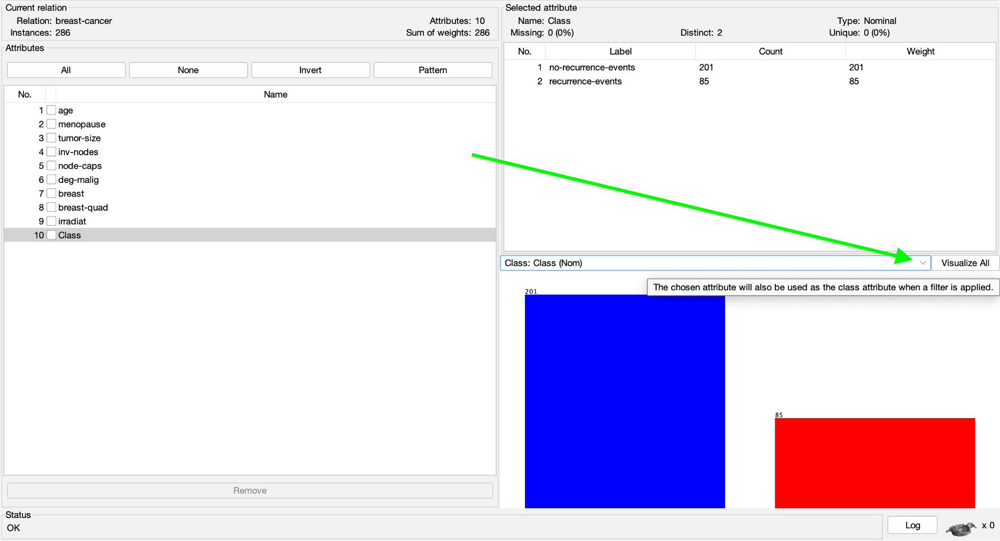 Current relation
Relation: breast-cancer
Attributes: 10
Instances: 286
Sum of weights: 286
Attributes
All
None
Invert
Pattern
No.
Name
1 age
2 menopause
3 tumor-size
4 inv-nodes
5 node-caps
6 deg-malig
7 breast
8 breast-quad
9 irradiat
10 Class
Remove
Selected attribute
Name: Class
Type: Nominal
Missing: 0 (0%)
Distinct: 2
Unique: 0 (0%)
No. Label Count Weight
1 no-recurrence-events 201 201
2 recurrence-events 85 85
Class: Class (Nom)
Visualize All
The chosen attribute will also be used as the class attribute when a filter is applied.
201
85
Status
OK
Log
x 0